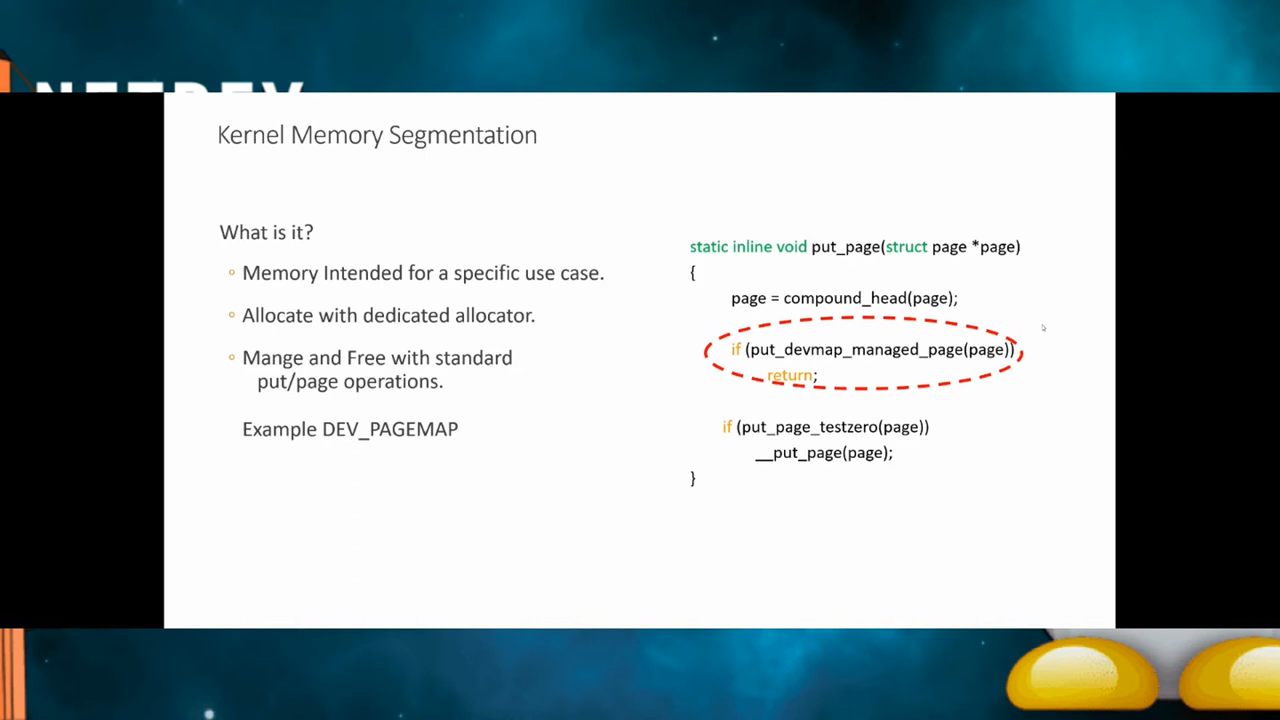 NETDEV
Kernel Memory Segmentation
What is it?
◦ Memory Intended for a specific use case.
◦ Allocate with dedicated allocator.
◦ Mange and Free with standard
put/page operations.
Example DEV_PAGEMAP
static inline void put_page(struct page *page)
{
page = compound_head(page);
if (put_devmap_managed_page(page))
return;
if (put_page_testzero(page))
__put_page(page);
}